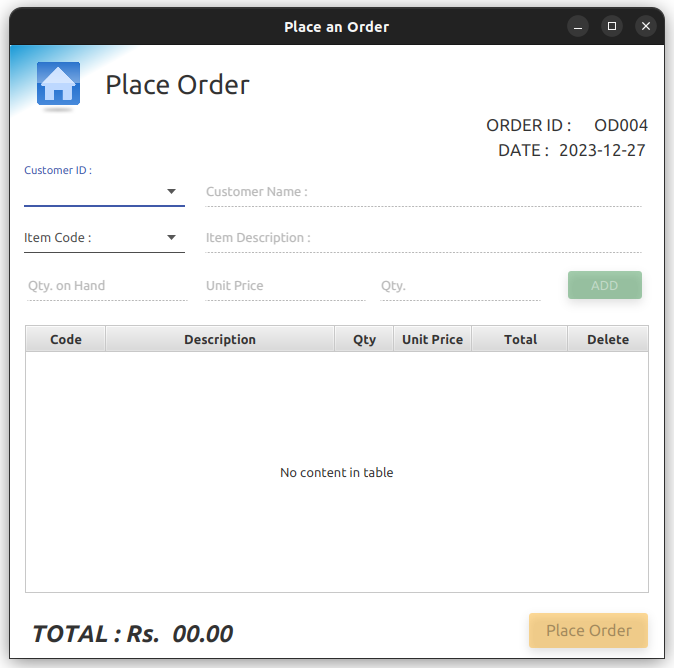 Place an Order
Place Order
ORDER ID : OD004
DATE : 2023-12-27
Customer ID :
Customer Name :
Item Code : Item Description :
Qty. on Hand Unit Price Qty. ADD
Code Description Qty Unit Price Total Delete
No content in table
TOTAL : Rs. 00.00 Place Order